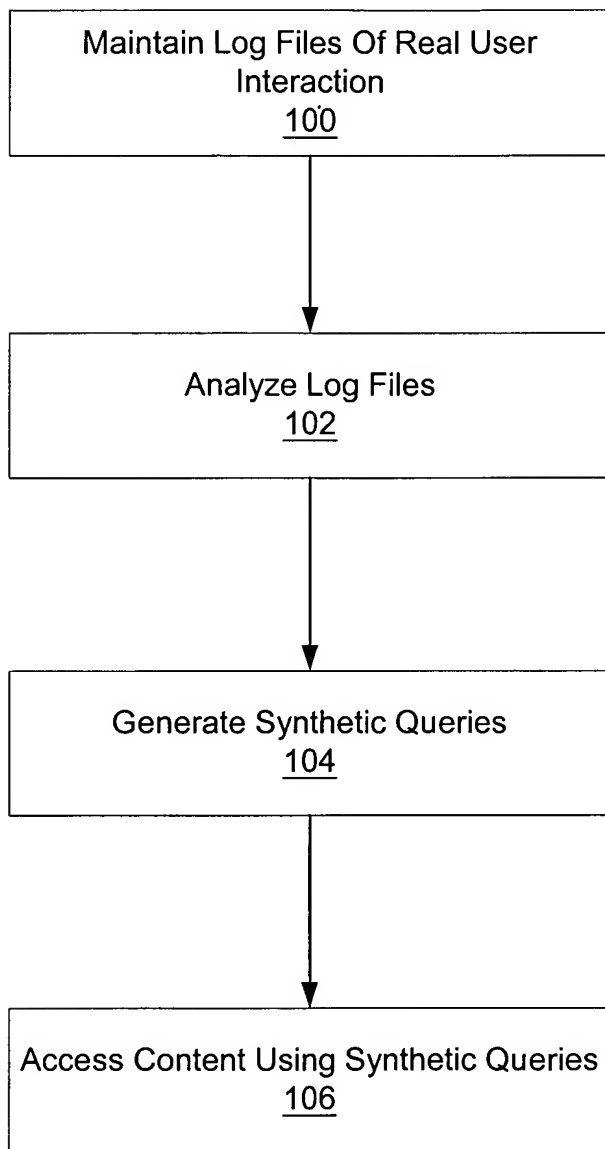 Maintain Log Files Of Real User
Interaction
100
Analyze Log Files
102
Generate Synthetic Queries
104
Access Content Using Synthetic Queries
106